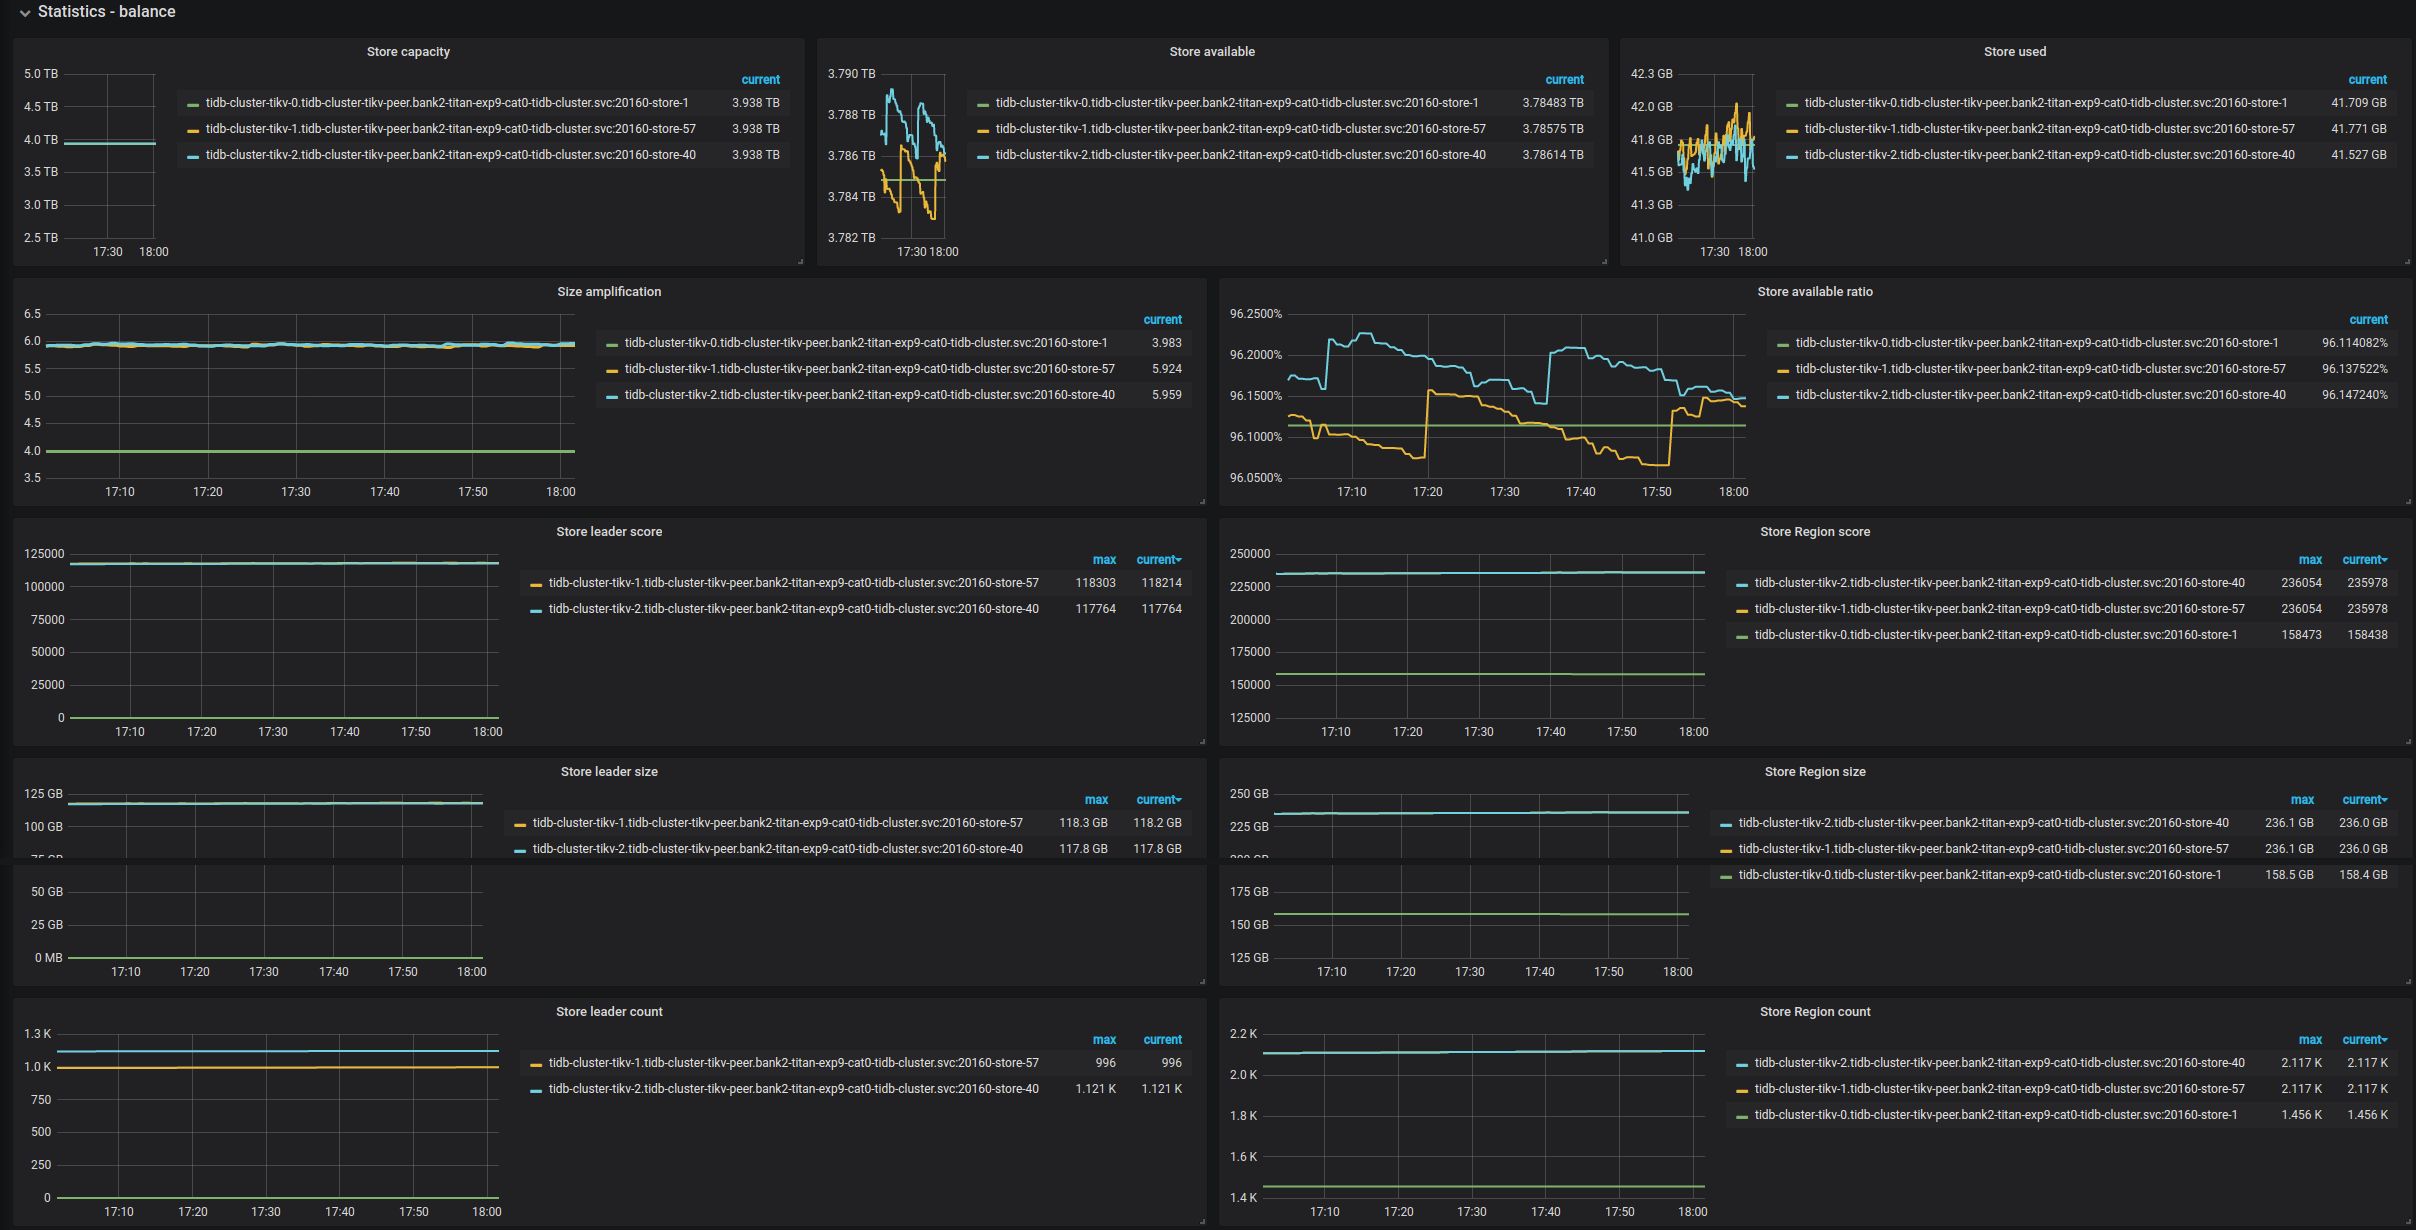 Statistics - balance
Store capacity
5.0 TB
4.5 TB
4.0 TB
3.5 TB
3.0 TB
2.5 TB
17:30 18:00
current
tidb-cluster-tikv-0.tidb-cluster-tikv-peer.bank2-titan-exp9-cat0-tidb-cluster.svc:20160-store-1 3.938 TB
tidb-cluster-tikv-1.tidb-cluster-tikv-peer.bank2-titan-exp9-cat0-tidb-cluster.svc:20160-store-57 3.938 TB
tidb-cluster-tikv-2.tidb-cluster-tikv-peer.bank2-titan-exp9-cat0-tidb-cluster.svc:20160-store-40 3.938 TB
Store available
3.790 TB
3.788 TB
3.786 TB
3.784 TB
3.782 TB
17:30 18:00
current
tidb-cluster-tikv-0.tidb-cluster-tikv-peer.bank2-titan-exp9-cat0-tidb-cluster.svc:20160-store-1 3.78483 TB
tidb-cluster-tikv-1.tidb-cluster-tikv-peer.bank2-titan-exp9-cat0-tidb-cluster.svc:20160-store-57 3.78575 TB
tidb-cluster-tikv-2.tidb-cluster-tikv-peer.bank2-titan-exp9-cat0-tidb-cluster.svc:20160-store-40 3.78614 TB
Store used
42.3 GB
42.0 GB
41.8 GB
41.5 GB
41.3 GB
41.0 GB
17:30 18:00
current
tidb-cluster-tikv-0.tidb-cluster-tikv-peer.bank2-titan-exp9-cat0-tidb-cluster.svc:20160-store-1 41.709 GB
tidb-cluster-tikv-1.tidb-cluster-tikv-peer.bank2-titan-exp9-cat0-tidb-cluster.svc:20160-store-57 41.771 GB
tidb-cluster-tikv-2.tidb-cluster-tikv-peer.bank2-titan-exp9-cat0-tidb-cluster.svc:20160-store-40 41.527 GB
Size amplification
6.5
6.0
5.5
5.0
4.5
4.0
3.5
17:10 17:20 17:30 17:40 17:50 18:00
current
tidb-cluster-tikv-0.tidb-cluster-tikv-peer.bank2-titan-exp9-cat0-tidb-cluster.svc:20160-store-1 3.983
tidb-cluster-tikv-1.tidb-cluster-tikv-peer.bank2-titan-exp9-cat0-tidb-cluster.svc:20160-store-57 5.924
tidb-cluster-tikv-2.tidb-cluster-tikv-peer.bank2-titan-exp9-cat0-tidb-cluster.svc:20160-store-40 5.959
Store available ratio
96.2500%
96.2000%
96.1500%
96.1000%
96.0500%
17:10 17:20 17:30 17:40 17:50 18:00
current
tidb-cluster-tikv-0.tidb-cluster-tikv-peer.bank2-titan-exp9-cat0-tidb-cluster.svc:20160-store-1 96.114082%
tidb-cluster-tikv-1.tidb-cluster-tikv-peer.bank2-titan-exp9-cat0-tidb-cluster.svc:20160-store-57 96.137522%
tidb-cluster-tikv-2.tidb-cluster-tikv-peer.bank2-titan-exp9-cat0-tidb-cluster.svc:20160-store-40 96.147240%
Store leader score
125000
100000
75000
50000
25000
0
17:10 17:20 17:30 17:40 17:50 18:00
max current
tidb-cluster-tikv-1.tidb-cluster-tikv-peer.bank2-titan-exp9-cat0-tidb-cluster.svc:20160-store-57 118303 118214
tidb-cluster-tikv-2.tidb-cluster-tikv-peer.bank2-titan-exp9-cat0-tidb-cluster.svc:20160-store-40 117764 117764
Store Region score
250000
225000
200000
175000
150000
125000
17:10 17:20 17:30 17:40 17:50 18:00
max current
tidb-cluster-tikv-2.tidb-cluster-tikv-peer.bank2-titan-exp9-cat0-tidb-cluster.svc:20160-store-40 236054 235978
tidb-cluster-tikv-1.tidb-cluster-tikv-peer.bank2-titan-exp9-cat0-tidb-cluster.svc:20160-store-57 236054 235978
tidb-cluster-tikv-0.tidb-cluster-tikv-peer.bank2-titan-exp9-cat0-tidb-cluster.svc:20160-store-1 158473 158438
Store leader size
125 GB
100 GB
75 GB
50 GB
25 GB
0 MB
17:10 17:20 17:30 17:40 17:50 18:00
max current
tidb-cluster-tikv-1.tidb-cluster-tikv-peer.bank2-titan-exp9-cat0-tidb-cluster.svc:20160-store-57 118.3 GB 118.2 GB
tidb-cluster-tikv-2.tidb-cluster-tikv-peer.bank2-titan-exp9-cat0-tidb-cluster.svc:20160-store-40 117.8 GB 117.8 GB
Store Region size
250 GB
225 GB
200 GB
175 GB
150 GB
125 GB
17:10 17:20 17:30 17:40 17:50 18:00
max current
tidb-cluster-tikv-2.tidb-cluster-tikv-peer.bank2-titan-exp9-cat0-tidb-cluster.svc:20160-store-40 236.1 GB 236.0 GB
tidb-cluster-tikv-1.tidb-cluster-tikv-peer.bank2-titan-exp9-cat0-tidb-cluster.svc:20160-store-57 236.1 GB 236.0 GB
tidb-cluster-tikv-0.tidb-cluster-tikv-peer.bank2-titan-exp9-cat0-tidb-cluster.svc:20160-store-1 158.5 GB 158.4 GB
Store leader count
1.3 K
1.0 K
750
500
250
0
17:10 17:20 17:30 17:40 17:50 18:00
max current
tidb-cluster-tikv-1.tidb-cluster-tikv-peer.bank2-titan-exp9-cat0-tidb-cluster.svc:20160-store-57 996 996
tidb-cluster-tikv-2.tidb-cluster-tikv-peer.bank2-titan-exp9-cat0-tidb-cluster.svc:20160-store-40 1.121 K 1.121 K
Store Region count
2.2 K
2.0 K
1.8 K
1.6 K
1.4 K
17:10 17:20 17:30 17:40 17:50 18:00
max current
tidb-cluster-tikv-2.tidb-cluster-tikv-peer.bank2-titan-exp9-cat0-tidb-cluster.svc:20160-store-40 2.117 K 2.117 K
tidb-cluster-tikv-1.tidb-cluster-tikv-peer.bank2-titan-exp9-cat0-tidb-cluster.svc:20160-store-57 2.117 K 2.117 K
tidb-cluster-tikv-0.tidb-cluster-tikv-peer.bank2-titan-exp9-cat0-tidb-cluster.svc:20160-store-1 1.456 K 1.456 K